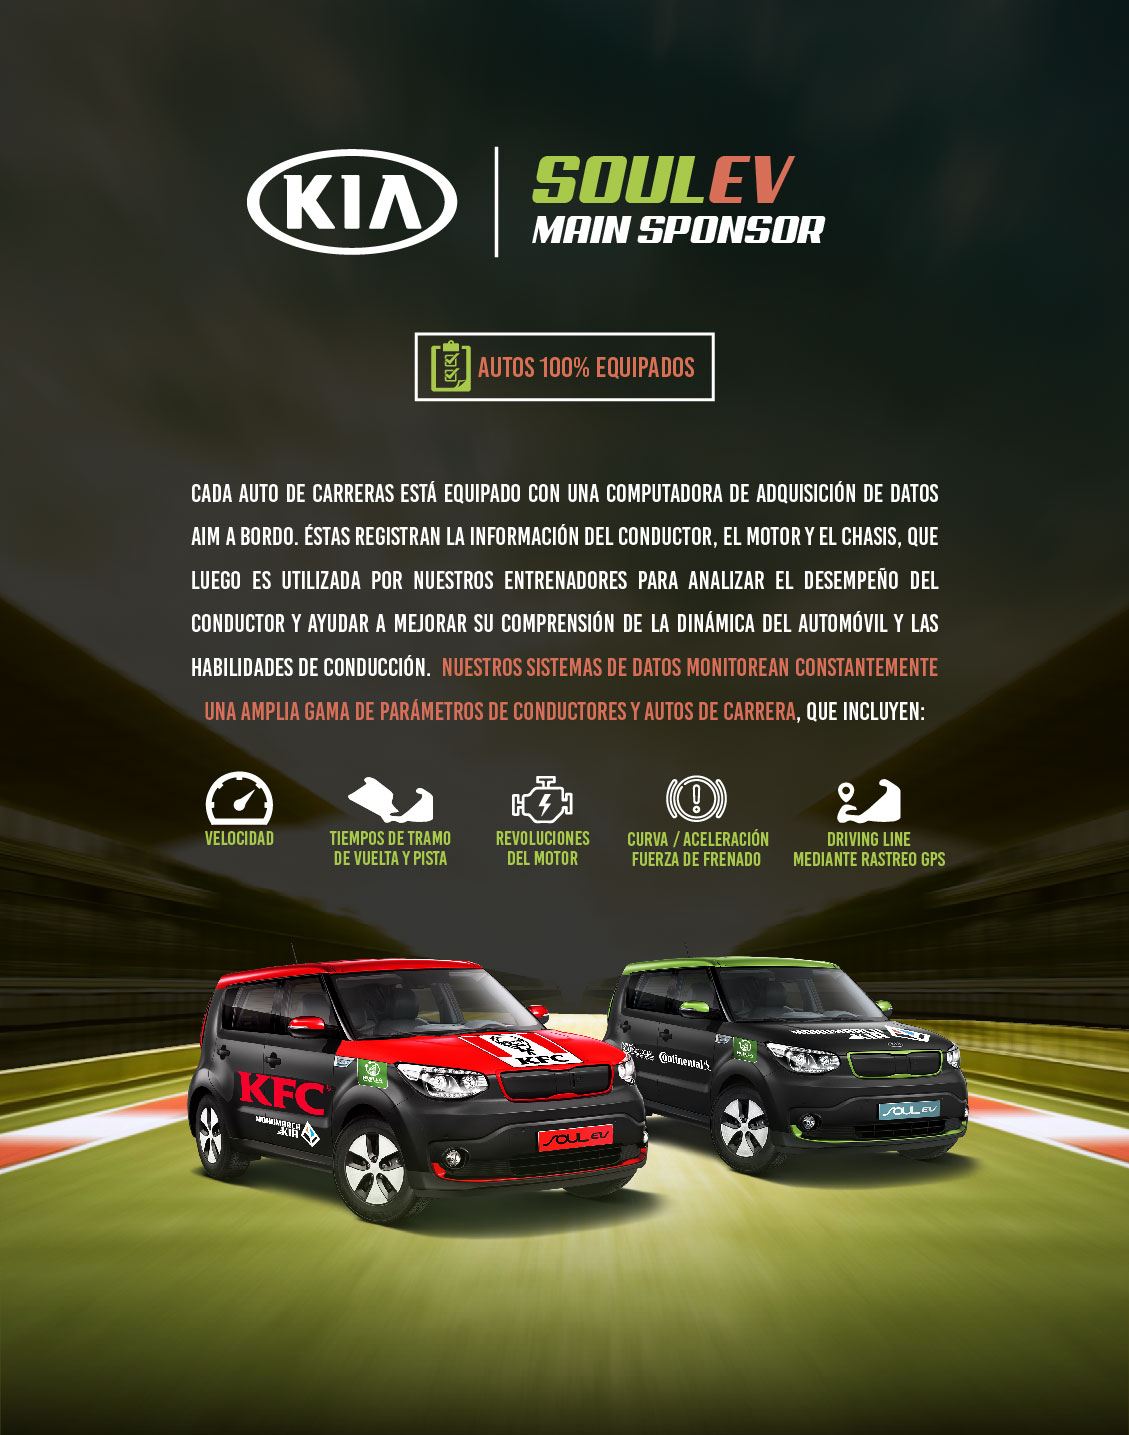 KIA
SOULEV
MAIN SPONSOR
AUTOS 100% EQUIPADOS
CADA AUTO DE CARRERAS ESTÁ EQUIPADO CON UNA COMPUTADORA DE ADQUISICIÓN DE DATOS
AIM A BORDO. ÉSTAS REGISTRAN LA INFORMACIÓN DEL CONDUCTOR, EL MOTOR Y EL CHASIS, QUE
LUEGO ES UTILIZADA POR NUESTROS ENTRENADORES PARA ANALIZAR EL DESEMPEÑO DEL
CONDUCTOR Y AYUDAR A MEJORAR SU COMPRENSIÓN DE LA DINÁMICA DEL AUTOMÓVIL Y LAS
HABILIDADES DE CONDUCCIÓN. NUESTROS SISTEMAS DE DATOS MONITOREAN CONSTANTEMENTE
UNA AMPLIA GAMA DE PARÁMETROS DE CONDUCTORES Y AUTOS DE CARRERA, QUE INCLUYEN:
VELOCIDAD
TIEMPOS DE TRAMO
DE VUELTA Y PISTA
REVOLUCIONES
DEL MOTOR
CURVA / ACELERACIÓN
FUERZA DE FRENADO
DRIVING LINE
MEDIANTE RASTREO GPS
KFC
KFC
KIA
SOUL EV
Continental
KIA
SOUL EV